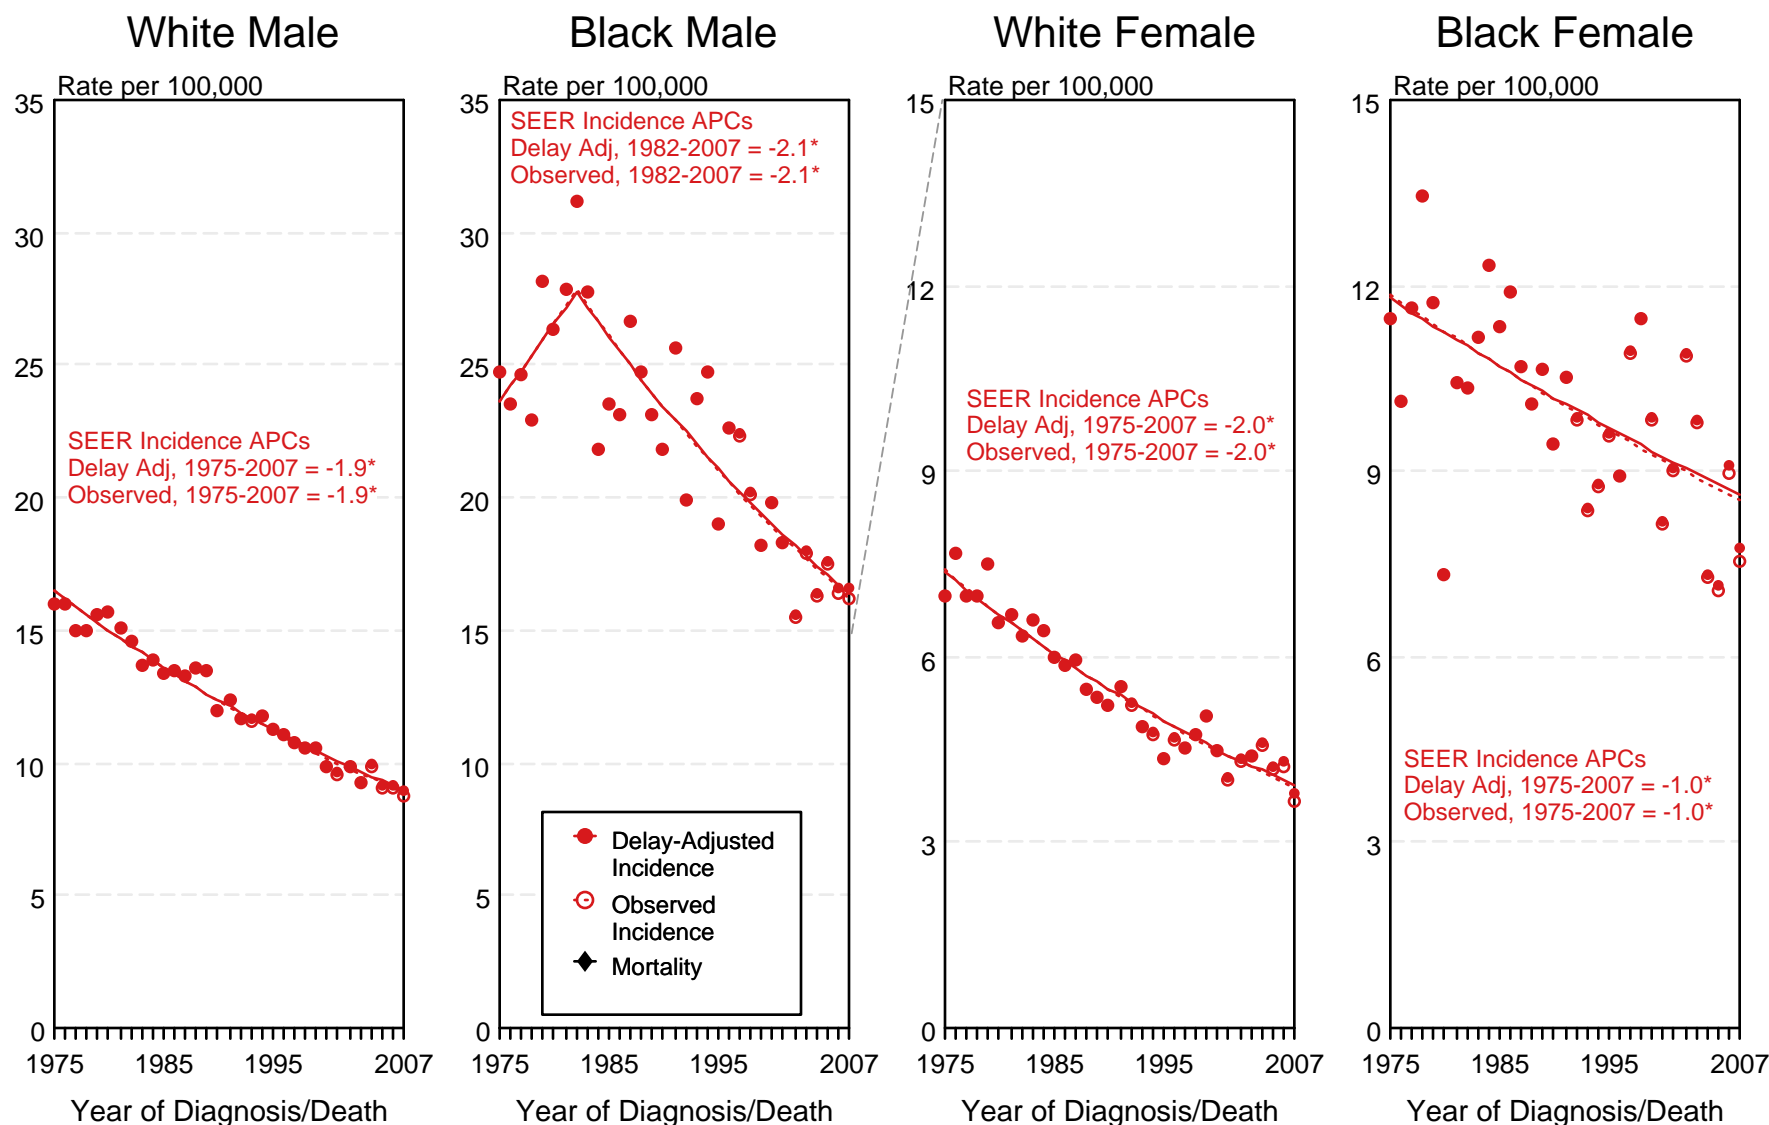 White Male
Rate per 100,000
35
30
25
20
15
10
5
0
SEER Incidence APCs
Delay Adj, 1975-2007 = -1.9*
Observed, 1975-2007 = -1.9*
1975
1985
1995
2007
Year of Diagnosis/Death
Black Male
Rate per 100,000
35
30
25
20
15
10
5
0
SEER Incidence APCs
Delay Adj, 1982-2007 = -2.1*
Observed, 1982-2007 = -2.1*
Delay-Adjusted
Incidence
Observed
Incidence
Mortality
1975
1985
1995
2007
Year of Diagnosis/Death
White Female
Rate per 100,000
15
12
9
6
3
0
SEER Incidence APCs
Delay Adj, 1975-2007 = -2.0*
Observed, 1975-2007 = -2.0*
1975
1985
1995
2007
Year of Diagnosis/Death
Black Female
Rate per 100,000
15
12
9
6
3
0
SEER Incidence APCs
Delay Adj, 1975-2007 = -1.0*
Observed, 1975-2007 = -1.0*
1975
1985
1995
2007
Year of Diagnosis/Death